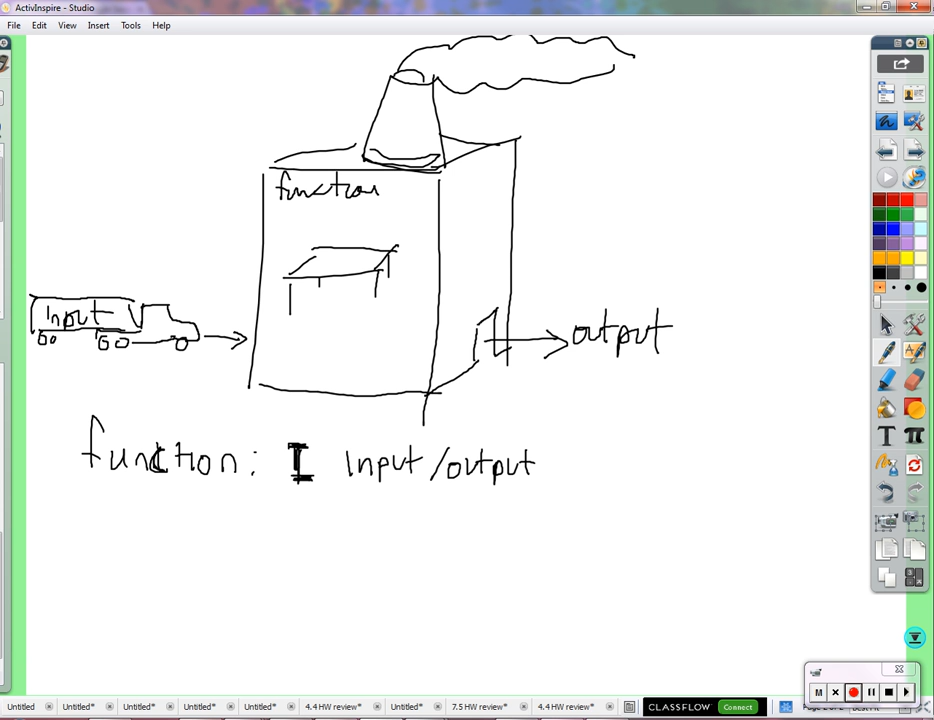 ActivInspire - Studio
File Edit View Insert Tools Help
function
Input
output
function: I input/output
Untitled Untitled* Untitled* Untitled* Untitled* 4.4 HW review* Untitled* 7.5 HW review* 4.4 HW review* CLASSFLOW Connect
M